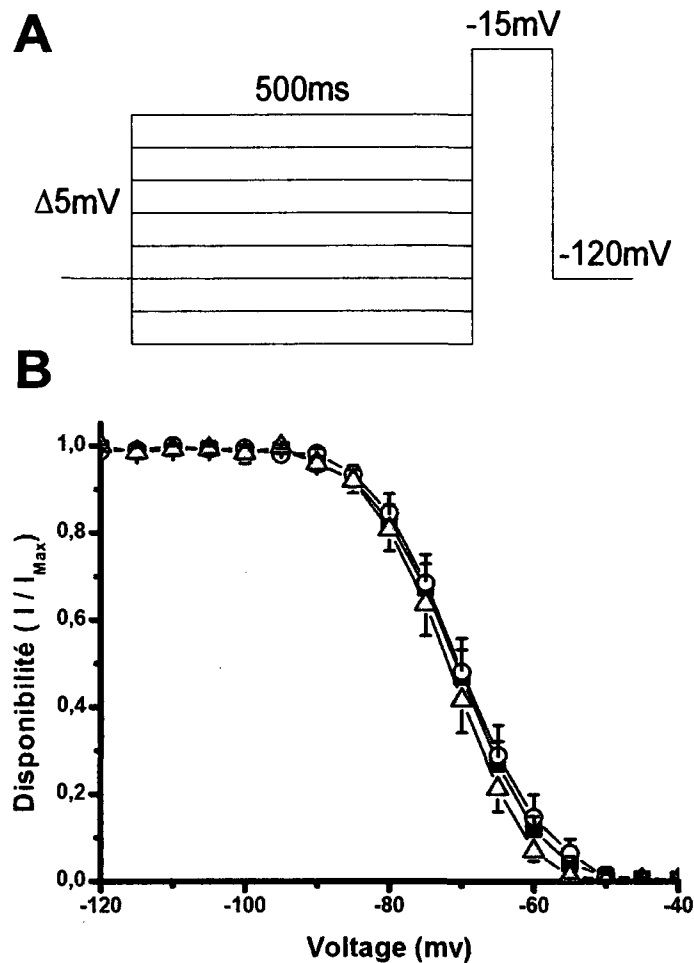 A
-15mV
500ms
Δ5mV
-120mV
B
1,0
0,8
0,6
0,4
0,2
0,0
Disponibilité ( I / I Max )
-120
-100
-80
-60
-40
Voltage (mv)